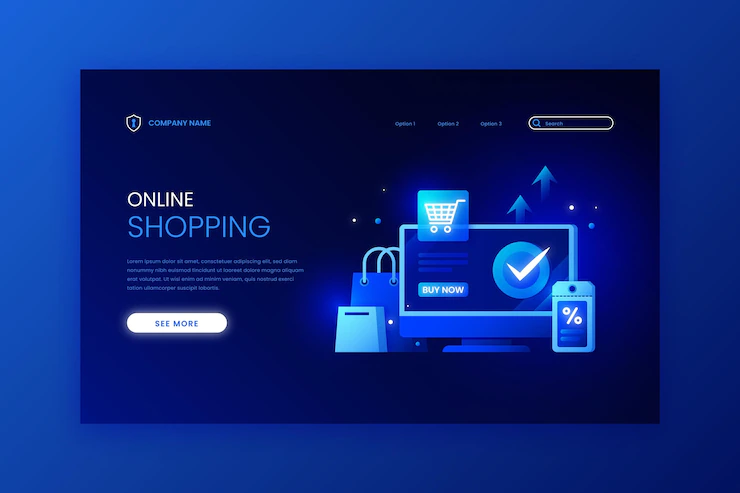 COMPANY NAME
Option 1 Option 2 Option 3 Search
ONLINE
SHOPPING
Lorem ipsum dolor sit amet, consectetuer adipiscing elit, sed diam
nonummy nibh euismod tincidunt ut laoreet dolore magna aliquam
erat volutpat. Ut wisi enim ad minim veniam, quis nostrud exerci
tation ullamcorper suscipit lobortis.
SEE MORE
BUY NOW
%